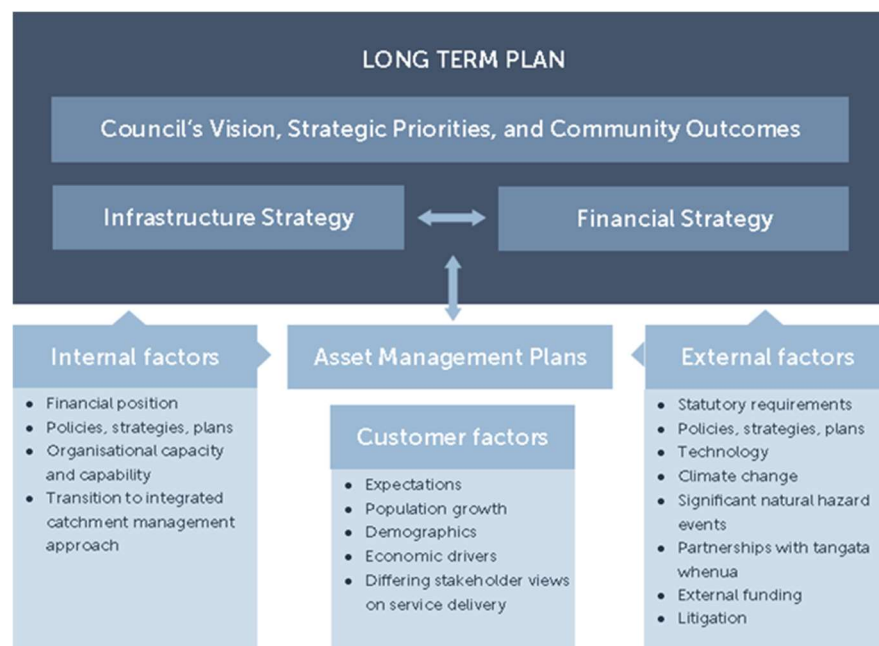 LONG TERM PLAN
Council's Vision, Strategic Priorities, and Community Outcomes
Infrastructure Strategy
Financial Strategy
Internal factors
• Financial position
• Policies, strategies, plans
• Organisational capacity
and capability
• Transition to integrated
catchment management
approach
Asset Management Plans
Customer factors
• Expectations
• Population growth
• Demographics
• Economic drivers
• Differing stakeholder views
on service delivery
External factors
• Statutory requirements
• Policies, strategies, plans
• Technology
• Climate change
• Significant natural hazard
events
• Partnerships with tangata
whenua
• External funding
• Litigation